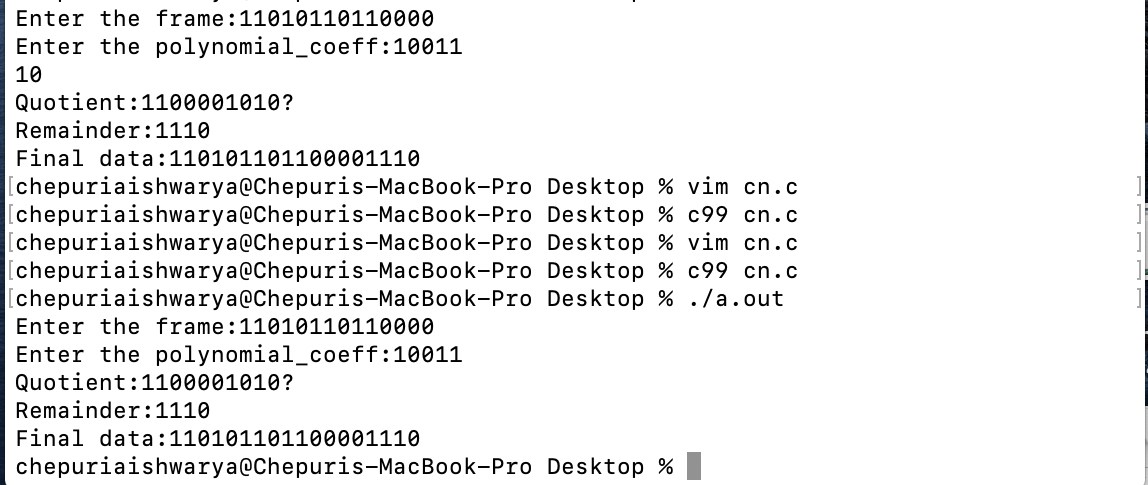 Enter the frame:11010110110000
Enter the polynomial_coeff:10011
10
Quotient:1100001010?
Remainder:1110
Final data:110101101100001110
[chepuriaishwarya@Chepuris-MacBook-Pro Desktop % vim cn.c ]
[chepuriaishwarya@Chepuris-MacBook-Pro Desktop % c99 cn.c ]
[chepuriaishwarya@Chepuris-MacBook-Pro Desktop % vim cn.c ]
[chepuriaishwarya@Chepuris-MacBook-Pro Desktop % c99 cn.c ]
[chepuriaishwarya@Chepuris-MacBook-Pro Desktop % ./a.out ]
Enter the frame:11010110110000
Enter the polynomial_coeff:10011
Quotient:1100001010?
Remainder:1110
Final data:110101101100001110
chepuriaishwarya@Chepuris-MacBook-Pro Desktop %